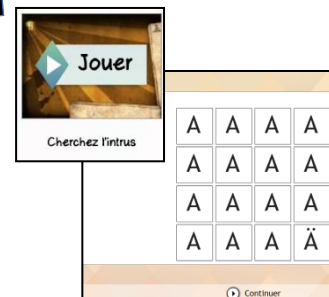 Jouer
Cherchez l'intrus
A A A A
A A A A
A A A A
A A A Ä
Continuer